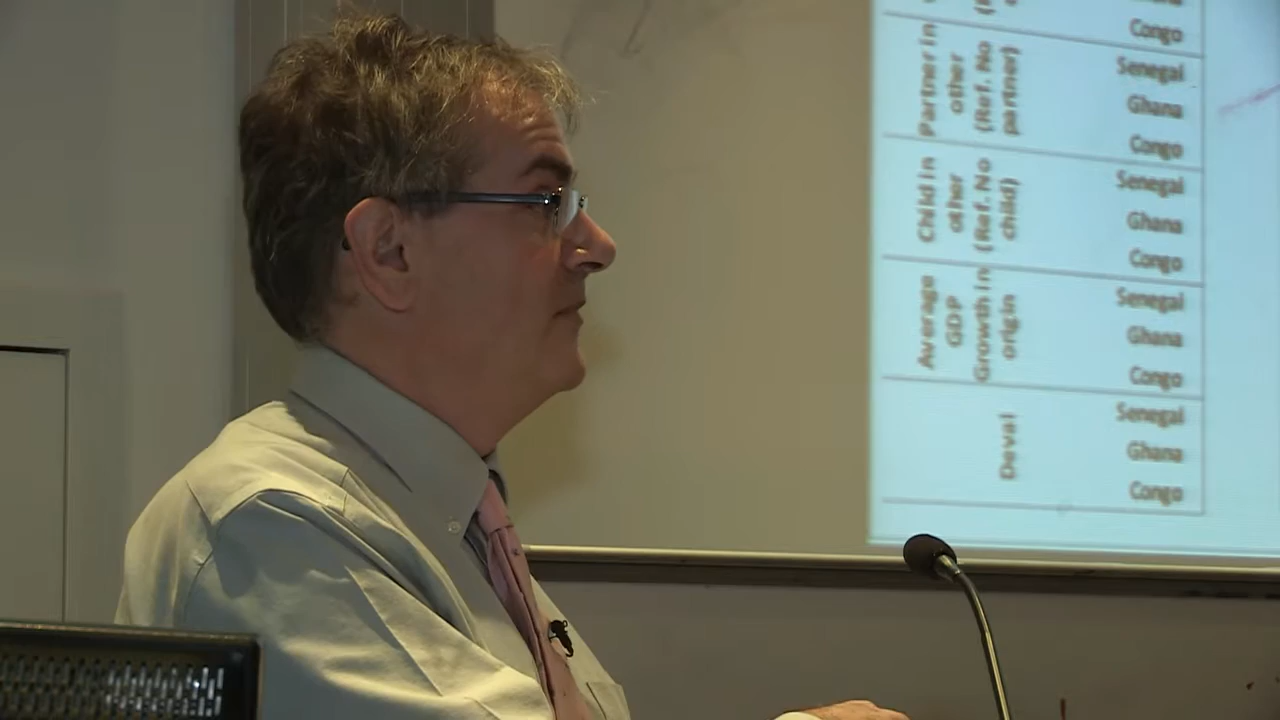 Congo
Partner in
other
(Ref. No
partner)
Senegal
Ghana
Congo
Child in
other
(Ref. No
child)
Senegal
Ghana
Congo
Average
GDP
Growth in
origin
Senegal
Ghana
Congo
Deval
Senegal
Ghana
Congo